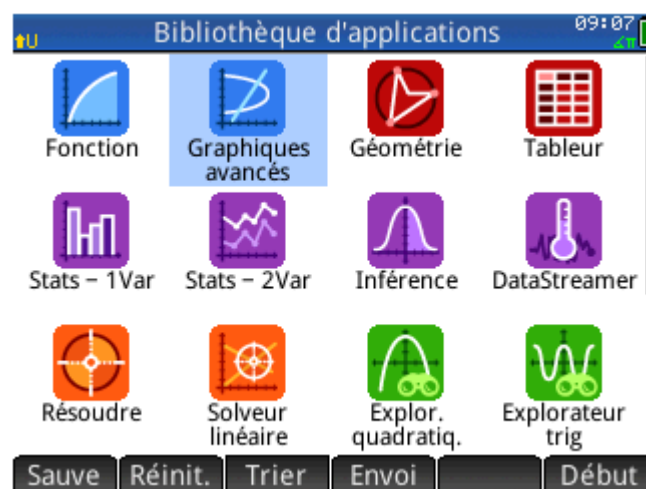 U Bibliothèque d'applications 09:07
∡π
Fonction Graphiques avancés Géométrie Tableur
Stats – 1Var Stats – 2Var Inférence DataStreamer
Résoudre Solveur linéaire Explor. quadratiq. Explorateur trig
Sauve Réinit. Trier Envoi Début